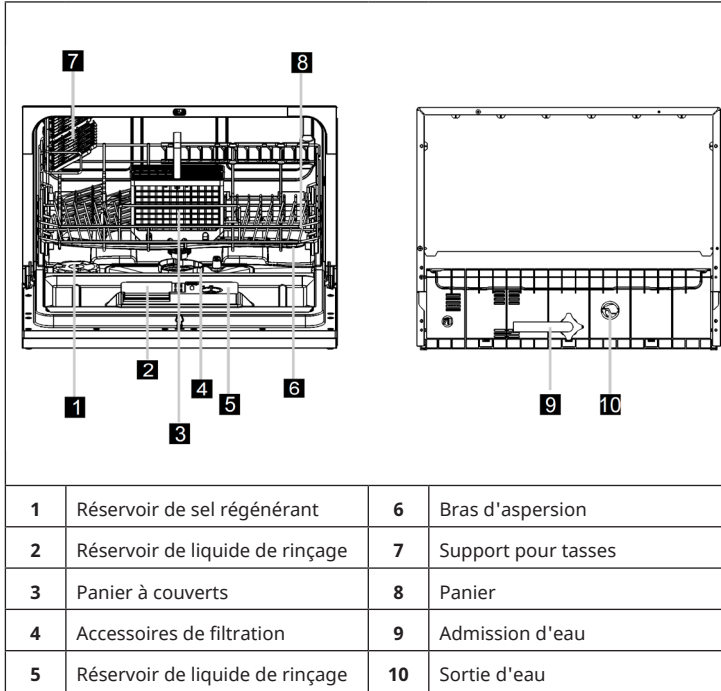 7
8
2
4
5
6
1
3
9
10
1 Réservoir de sel régénérant 6 Bras d'aspersion
2 Réservoir de liquide de rinçage 7 Support pour tasses
3 Panier à couverts 8 Panier
4 Accessoires de filtration 9 Admission d'eau
5 Réservoir de liquide de rinçage 10 Sortie d'eau